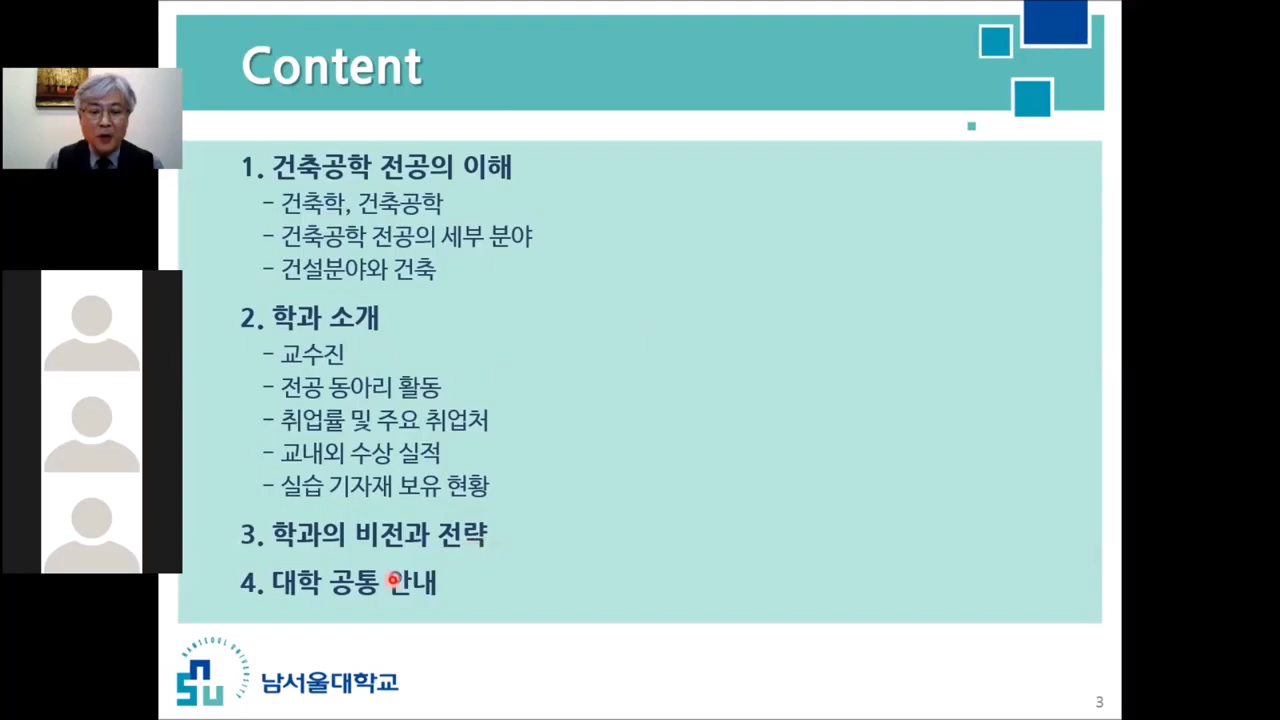 Content
1. 건축공학 전공의 이해
- 건축학, 건축공학
- 건축공학 전공의 세부 분야
- 건설분야와 건축
2. 학과 소개
- 교수진
- 전공 동아리 활동
- 취업률 및 주요 취업처
- 교내외 수상 실적
- 실습 기자재 보유 현황
3. 학과의 비전과 전략
4. 대학 공통 안내
NAMSEOUL UNIVERSITY
snu
남서울대학교
3